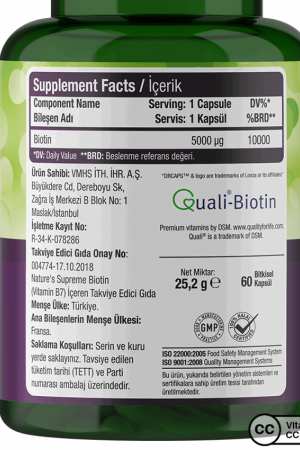 Supplement Facts / İçerik
Component Name Serving: 1 Capsule DV%*
Bileşen Adı Servis: 1 Kapsül %BRD**
Biotin 5000 µg 10000
*DV: Daily Value **BRD: Beslenme referans değeri.
Ürün Sahibi: VMHS İTH. İHR. A.Ş.
Büyükdere Cd, Dereboyu Sk,
Zağra İş Merkezi B Blok No: 1
Maslak/İstanbul
İşletme Kayıt No:
R-34-K-078286
Takviye Edici Gıda Onay No:
004774-17.10.2018
Nature's Supreme Biotin
(Vitamin B7) İçeren Takviye Edici Gıda
Menşe Ülke: Türkiye.
Ana Bileşenlerin Menşe Ülkesi:
Fransa.
Saklama Koşulları: Serin ve kuru
yerde saklayınız. Tavsiye edilen
tüketim tarihi (TETT) ve Parti
numarası ambalaj üzerindedir.
*DRCAPS™ & logo are trademarks of Lonza or its affiliates*
Quali®-Biotin
Premium vitamins by DSM. www.qualityforlife.com
Quali® is a trademark of DSM.
Net Miktar:
25,2 g ℮
60 Bitkisel
Kapsül
GMP
ISO 22000:2005 Food Safety Management System
ISO 9001:2008 Quality Management Systems
Bu ürün, yukarıda belirtilen yönetim sistemleri ve
sertifikalara sahip üretim tesisi tarafından
üretilmektedir.
cc Vita
CC